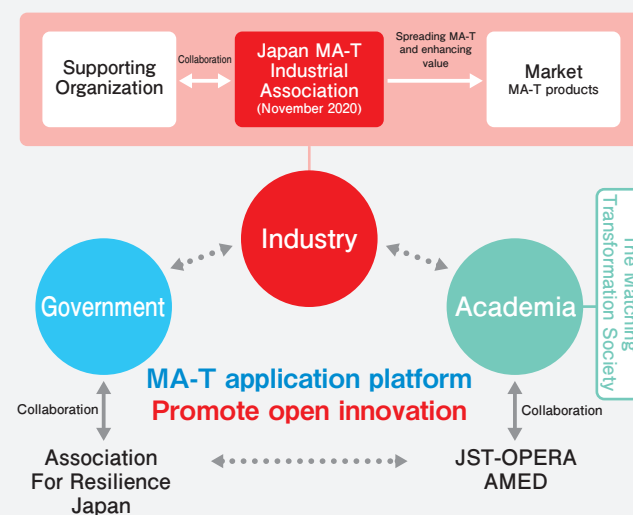 Supporting
Organization
Collaboration
Japan MA-T
Industrial
Association
(November 2020)
Spreading MA-T
and enhancing
value
Market
MA-T products
Industry
Government
Academia
The Matching
Transformation Society
MA-T application platform
Promote open innovation
Collaboration
Collaboration
Association
For Resilience
Japan
JST-OPERA
AMED